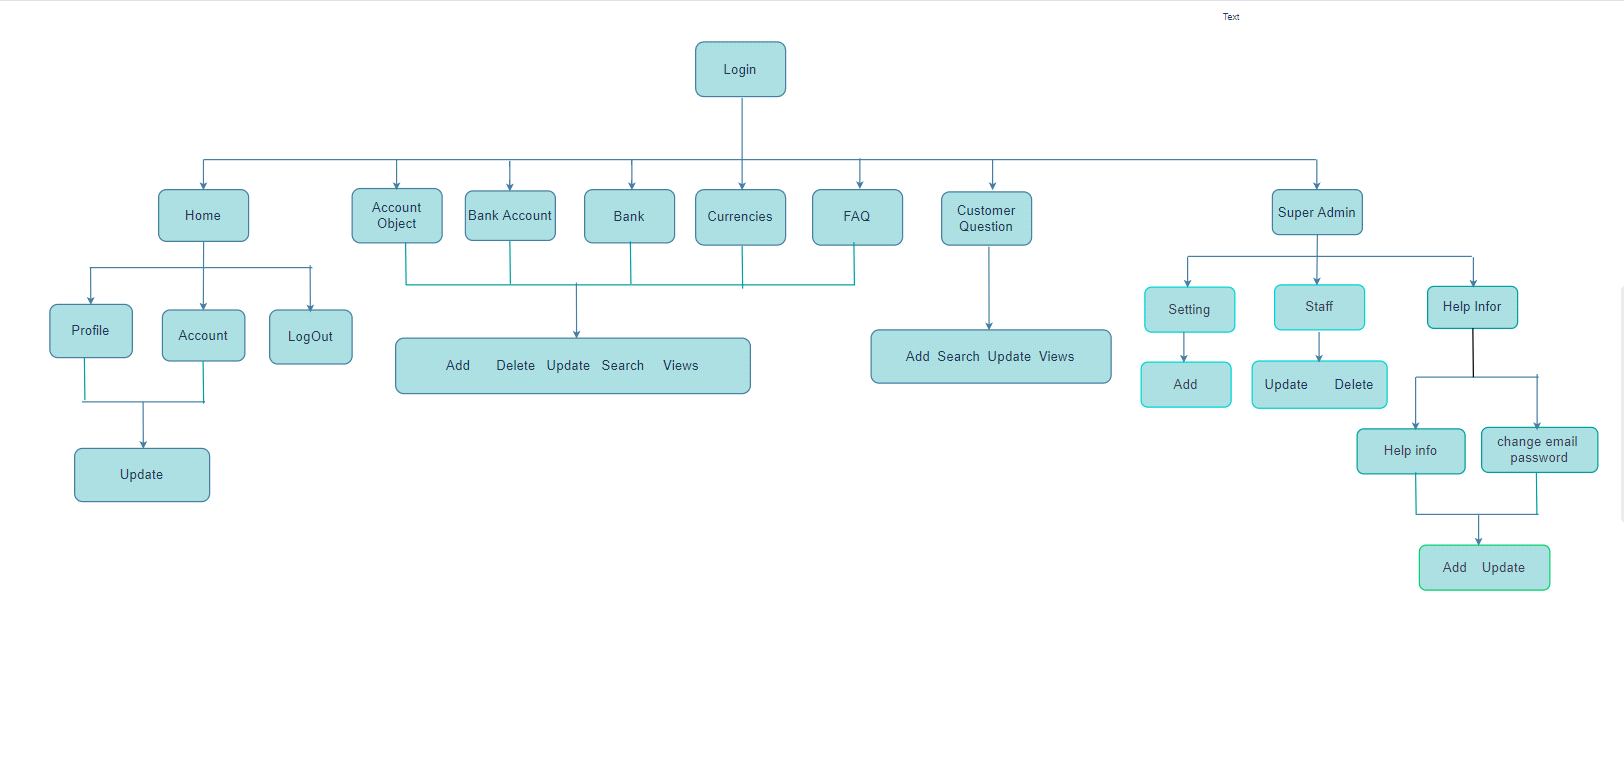 Text
Login
Home
Account
Object
Bank Account
Bank
Currencies
FAQ
Customer
Question
Super Admin
Profile
Account
LogOut
Setting
Staff
Help Infor
Add Delete Update Search Views
Add Search Update Views
Add
Update Delete
Help info
change email
password
Update
Add Update